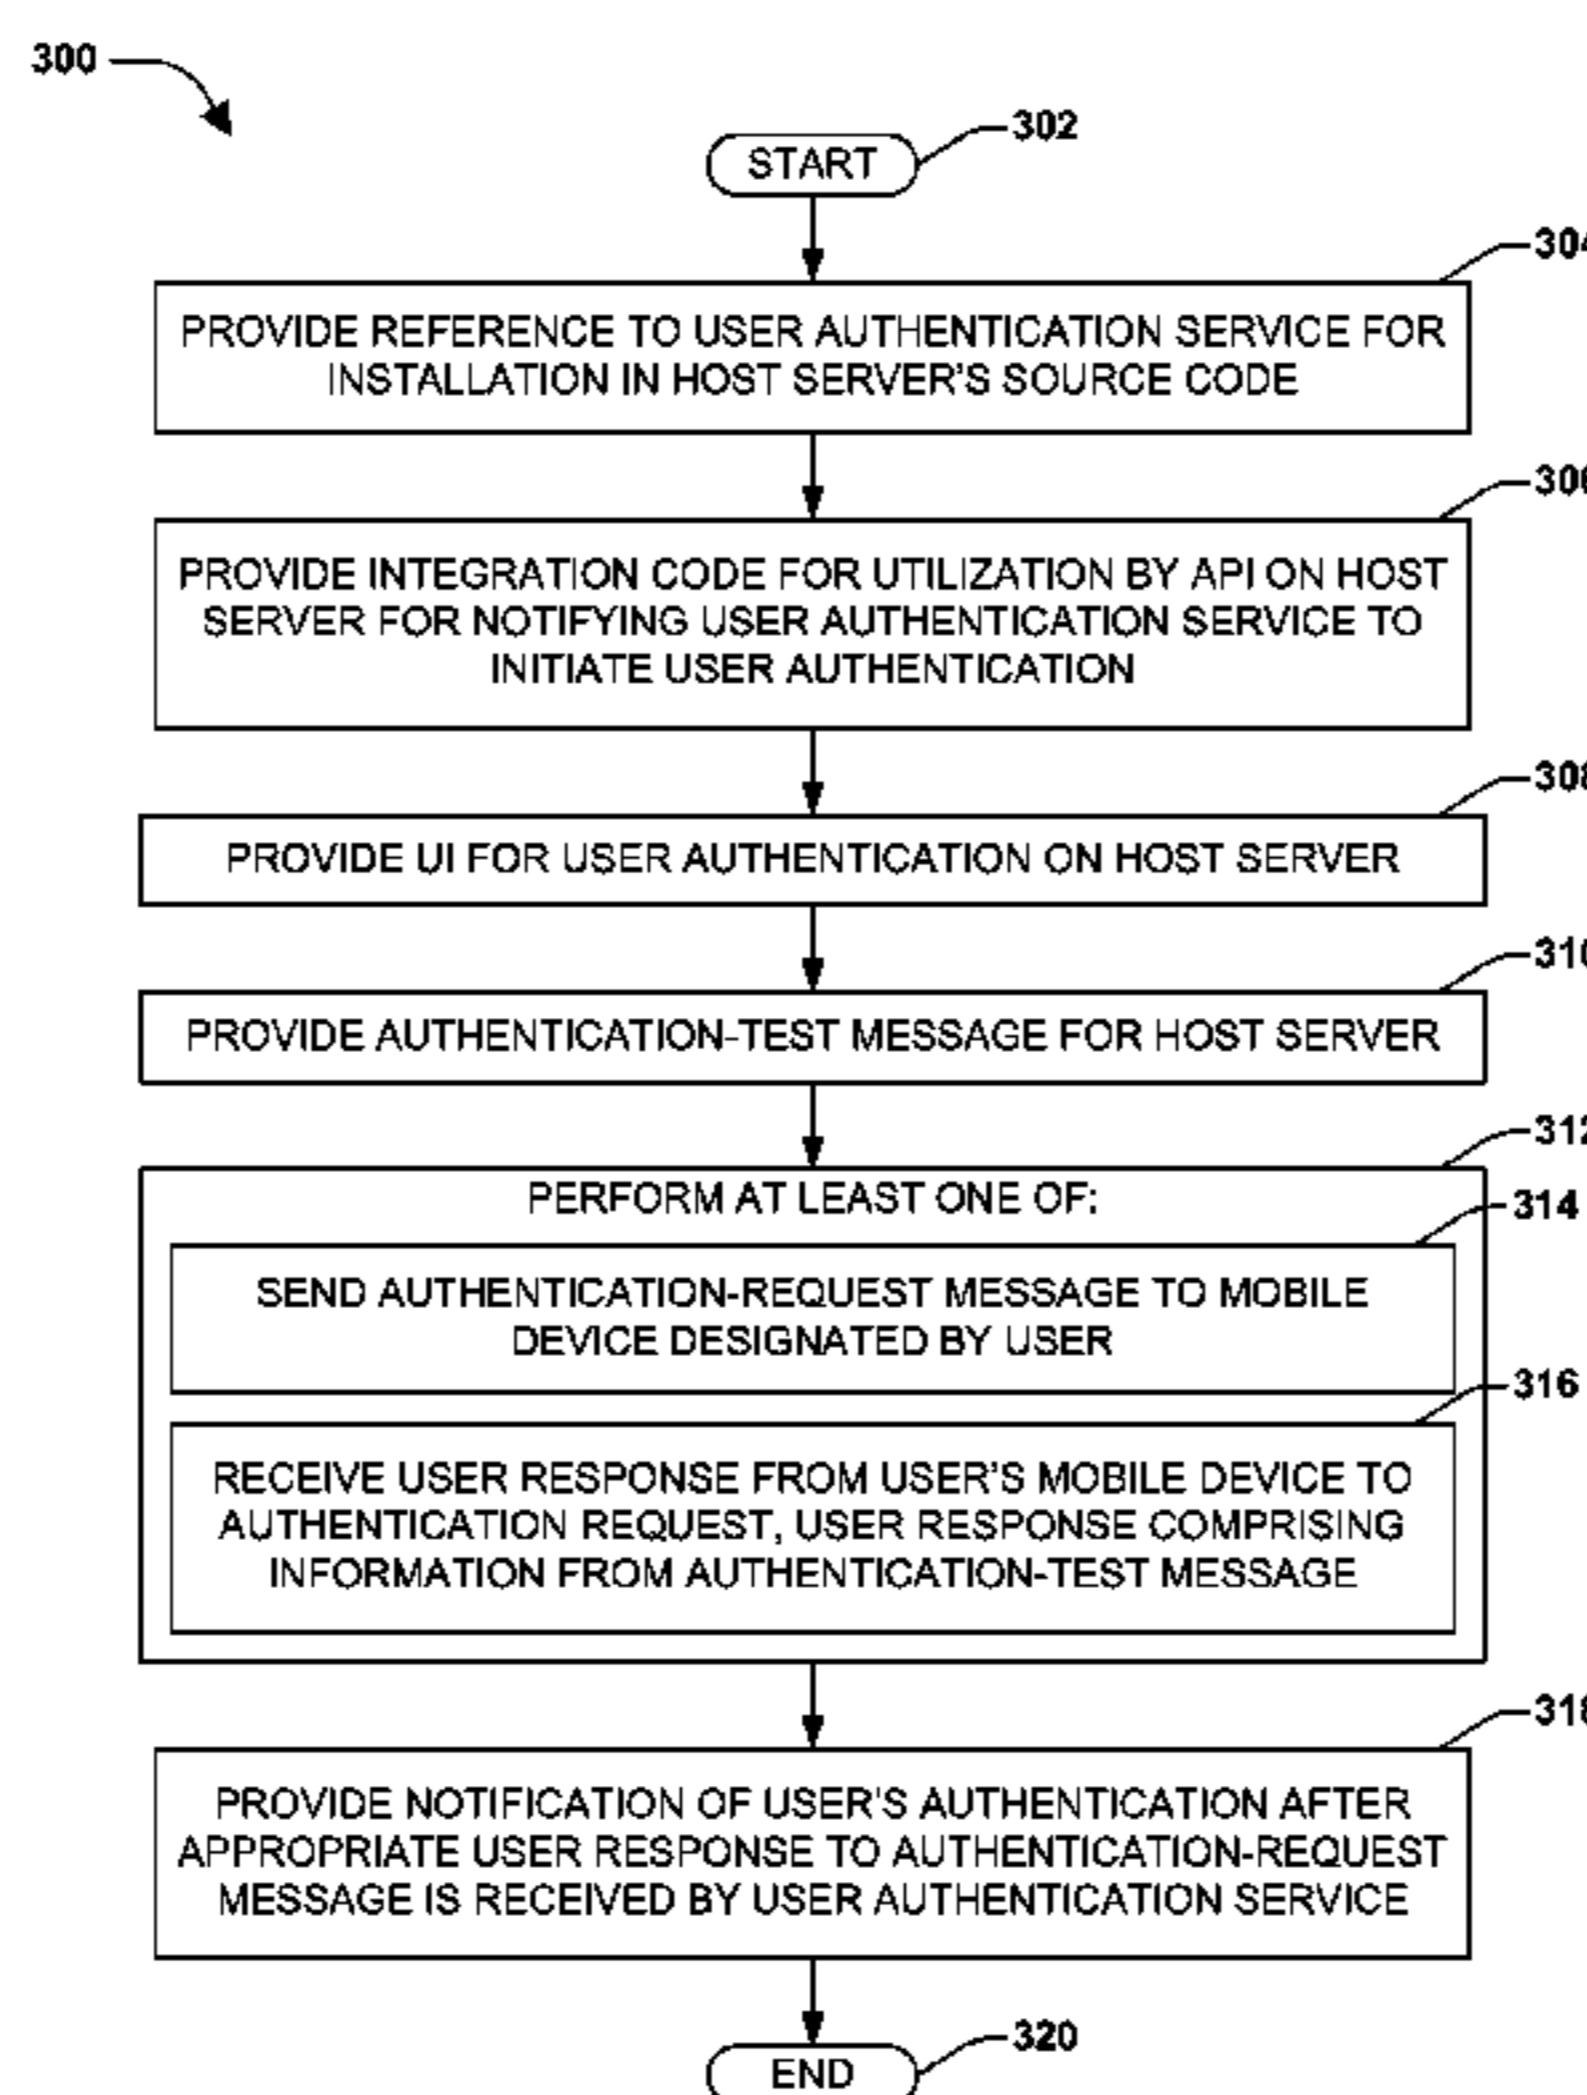 300
302
START
304
PROVIDE REFERENCE TO USER AUTHENTICATION SERVICE FOR
INSTALLATION IN HOST SERVER'S SOURCE CODE
306
PROVIDE INTEGRATION CODE FOR UTILIZATION BY API ON HOST
SERVER FOR NOTIFYING USER AUTHENTICATION SERVICE TO
INITIATE USER AUTHENTICATION
308
PROVIDE UI FOR USER AUTHENTICATION ON HOST SERVER
310
PROVIDE AUTHENTICATION-TEST MESSAGE FOR HOST SERVER
312
PERFORM AT LEAST ONE OF:
314
SEND AUTHENTICATION-REQUEST MESSAGE TO MOBILE
DEVICE DESIGNATED BY USER
316
RECEIVE USER RESPONSE FROM USER'S MOBILE DEVICE TO
AUTHENTICATION REQUEST, USER RESPONSE COMPRISING
INFORMATION FROM AUTHENTICATION-TEST MESSAGE
318
PROVIDE NOTIFICATION OF USER'S AUTHENTICATION AFTER
APPROPRIATE USER RESPONSE TO AUTHENTICATION-REQUEST
MESSAGE IS RECEIVED BY USER AUTHENTICATION SERVICE
320
END